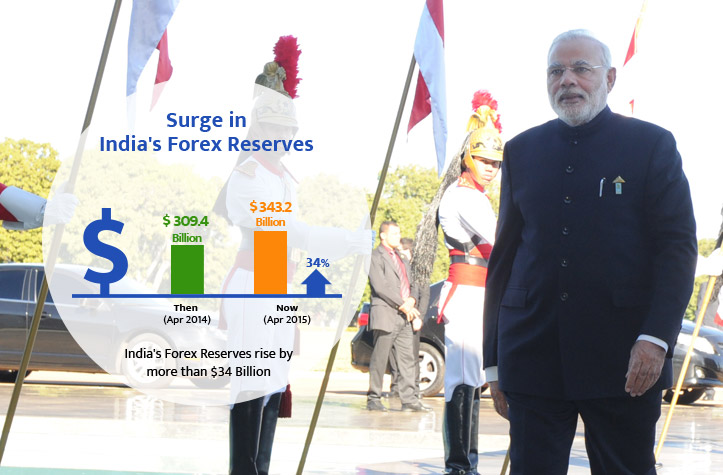 Surge in
India's Forex Reserves
$ 309.4
Billion
$343.2
Billion
34%
$
Then
(Apr 2014)
Now
(Apr 2015)
India's Forex Reserves rise by
more than $34 Billion